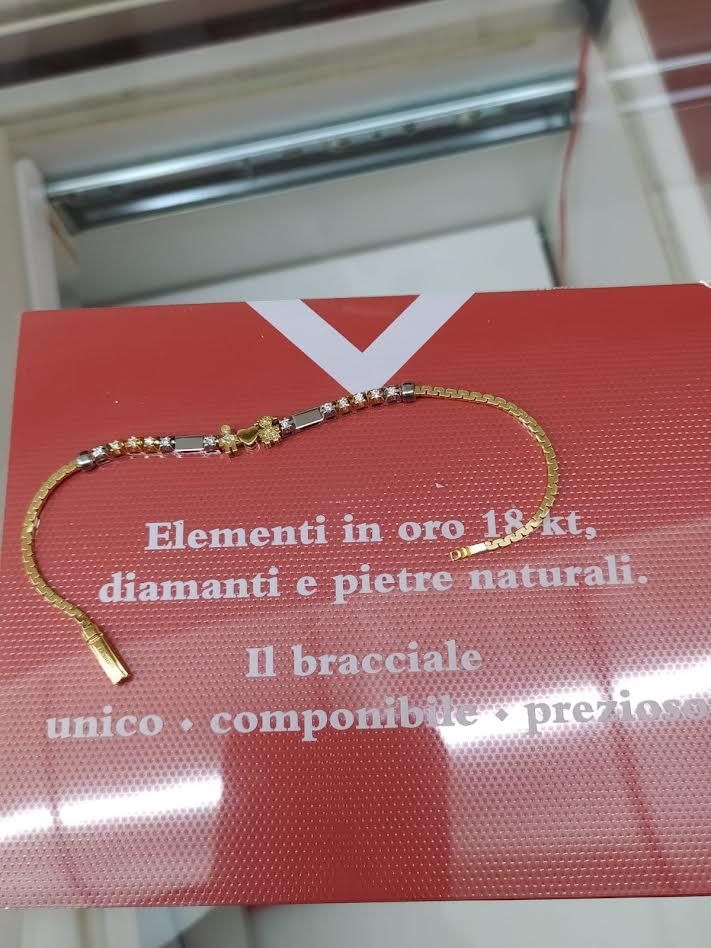 Elementi in oro 18 kt,
diamanti e pietre naturali.
Il bracciale
unico • componibile • prezioso